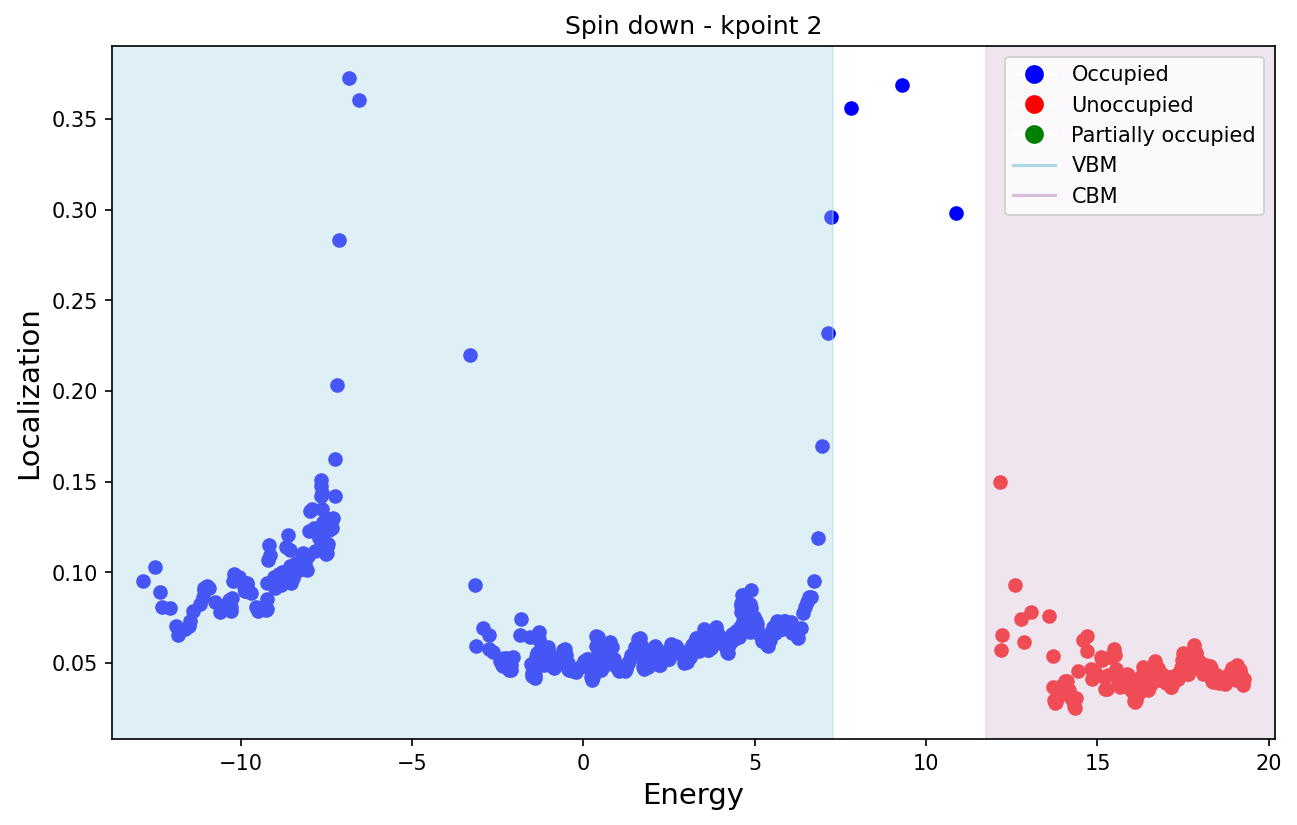 Spin down - kpoint 2
Localization
0.35
0.30
0.25
0.20
0.15
0.10
0.05
Occupied
Unoccupied
Partially occupied
VBM
CBM
−10
−5
0
5
10
15
20
Energy